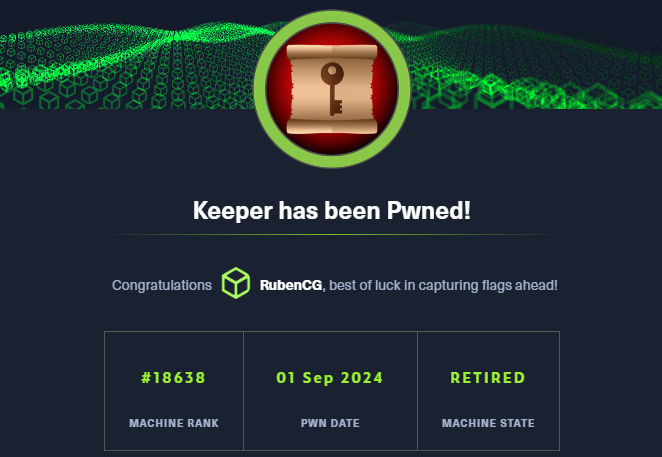 Keeper has been Pwned!
Congratulations RubenCG, best of luck in capturing flags ahead!
#18638 01 Sep 2024 RETIRED
MACHINE RANK PWN DATE MACHINE STATE